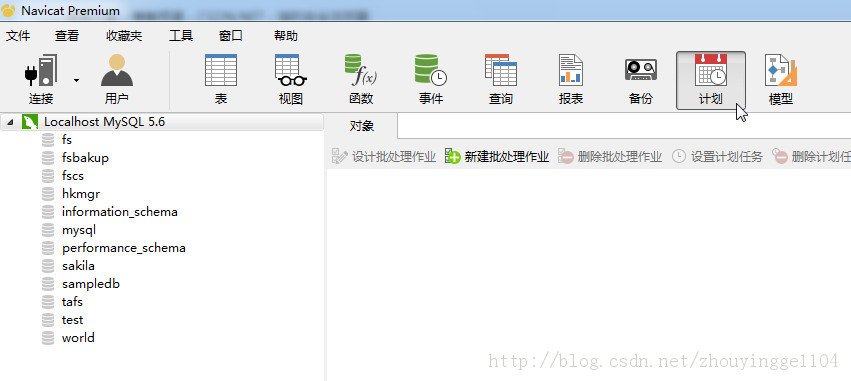 Navicat Premium
文件 查看 收藏夹 工具 窗口 帮助
连接 用户 表 视图 函数 事件 查询 报表 备份 计划 模型
Localhost MySQL 5.6
对象
设计批处理作业 新建批处理作业 删除批处理作业 设置计划任务 删除计划任
fs
fsbakup
fscs
hkmgr
information_schema
mysql
performance_schema
sakila
sampledb
tafs
test
world
http://blog.csdn.net/zhouyingge1104